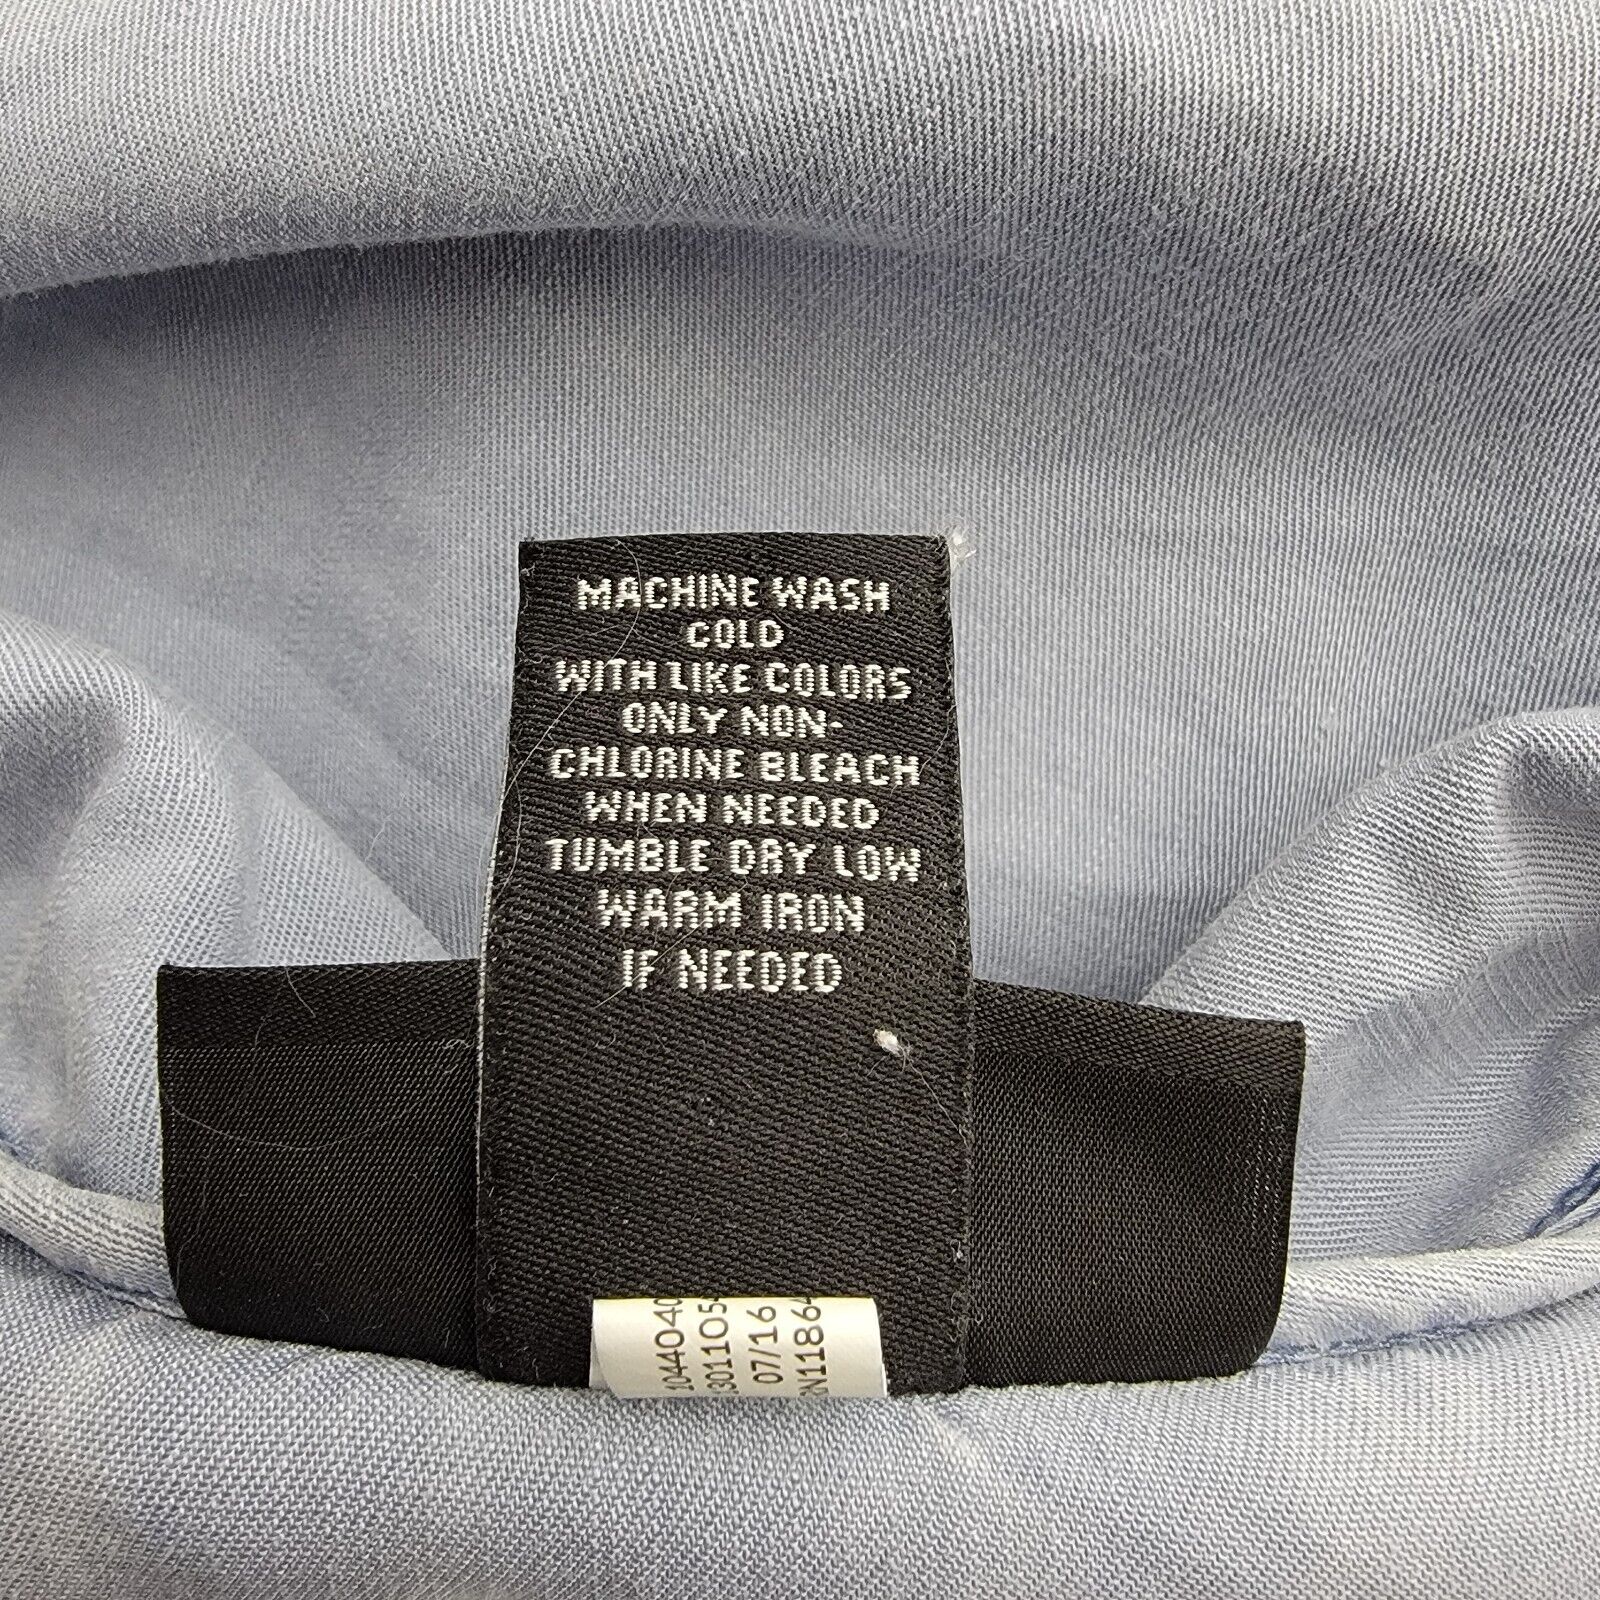 MACHINE WASH
COLD
WITH LIKE COLORS
ONLY NON-
CHLORINE BLEACH
WHEN NEEDED
TUMBLE DRY LOW
WARM IRON
IF NEEDED
07/16